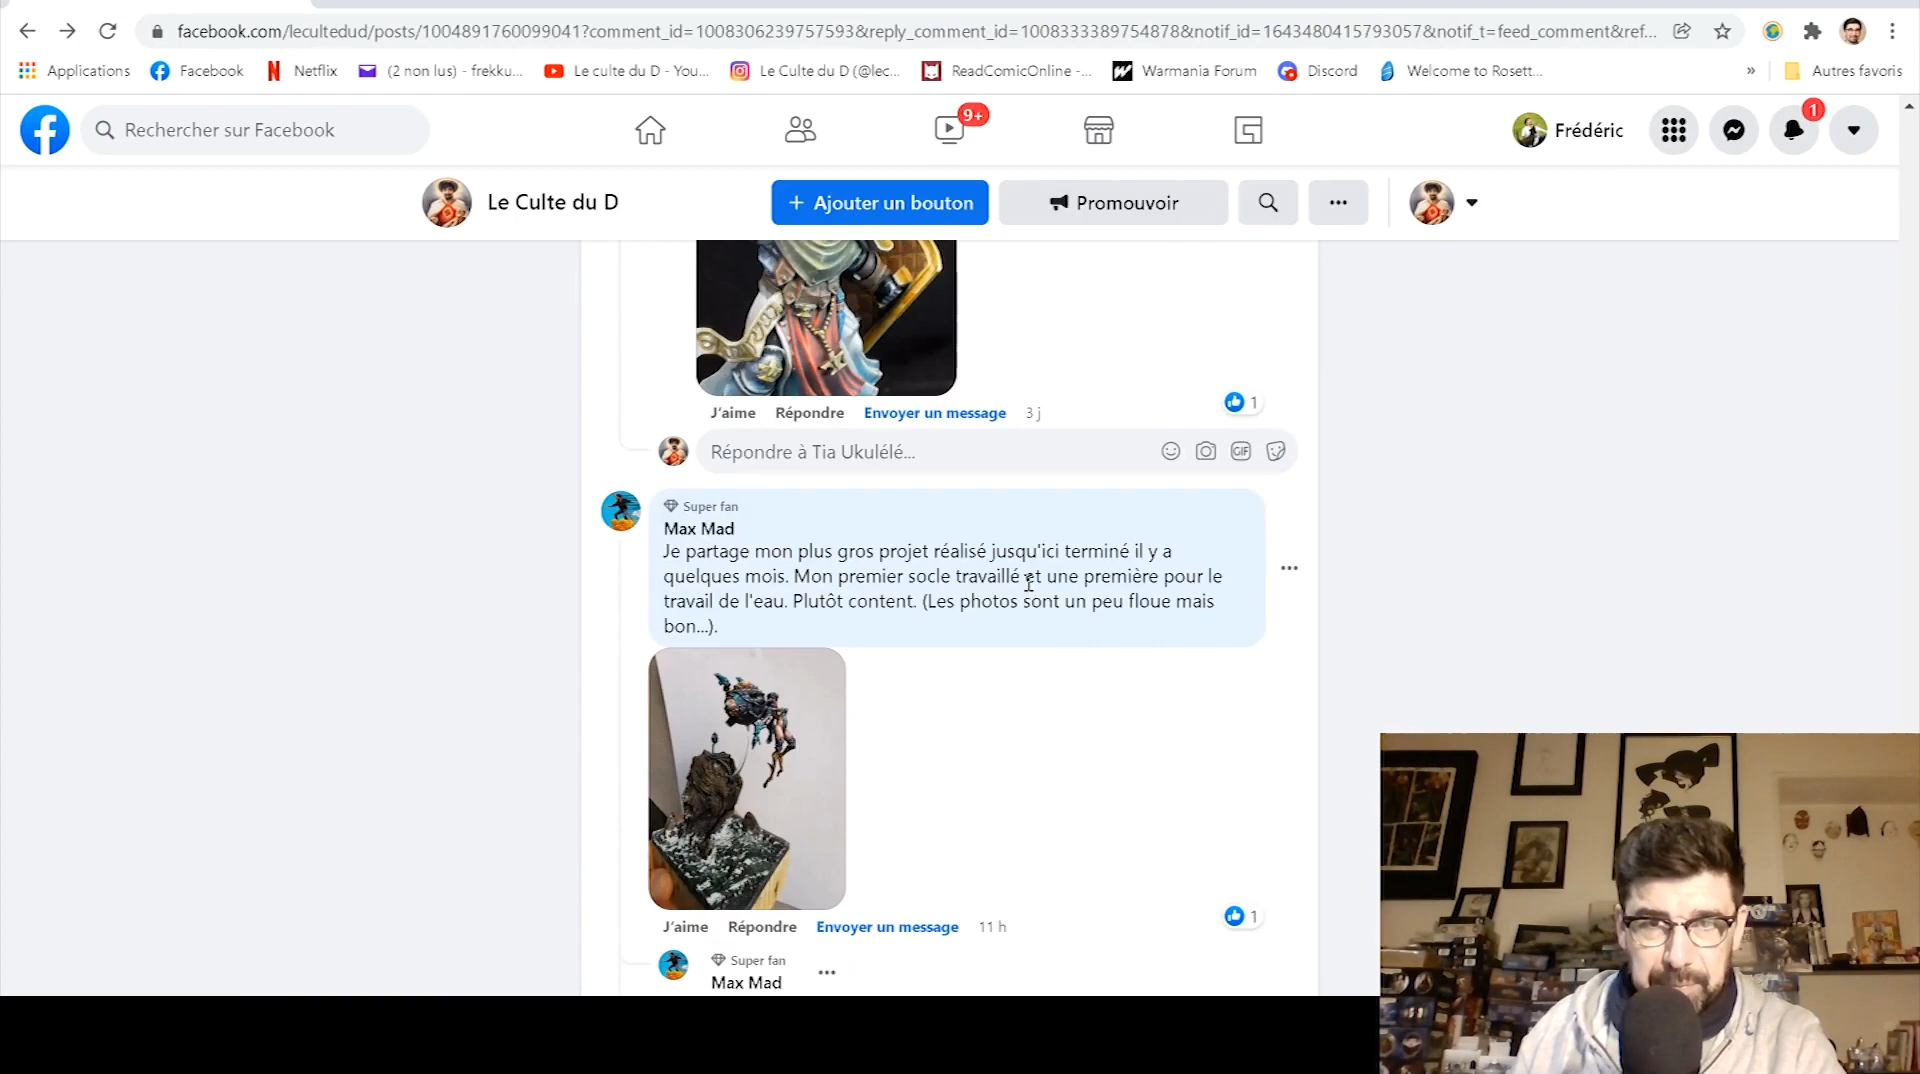 facebook.com/lecultedud/posts/1004891760099041?comment_id=1008306239757593&reply_comment_id=1008333389754878&notif_id=1643480415793057&notif_t=feed_comment&ref...
Applications Facebook Netflix (2 non lus) - frekku... Le culte du D - You... Le Culte du D (@lec... ReadComicOnline -... Warmania Forum Discord Welcome to Rosett... » Autres favoris
Rechercher sur Facebook 9+ Frédéric 1
Le Culte du D + Ajouter un bouton Promouvoir
J'aime Répondre Envoyer un message 3 j 1
Répondre à Tia Ukulélé... GIF
Super fan
Max Mad
Je partage mon plus gros projet réalisé jusqu'ici terminé il y a
quelques mois. Mon premier socle travaillé et une première pour le
travail de l'eau. Plutôt content. (Les photos sont un peu floue mais
bon...).
J'aime Répondre Envoyer un message 11 h 1
Super fan
Max Mad